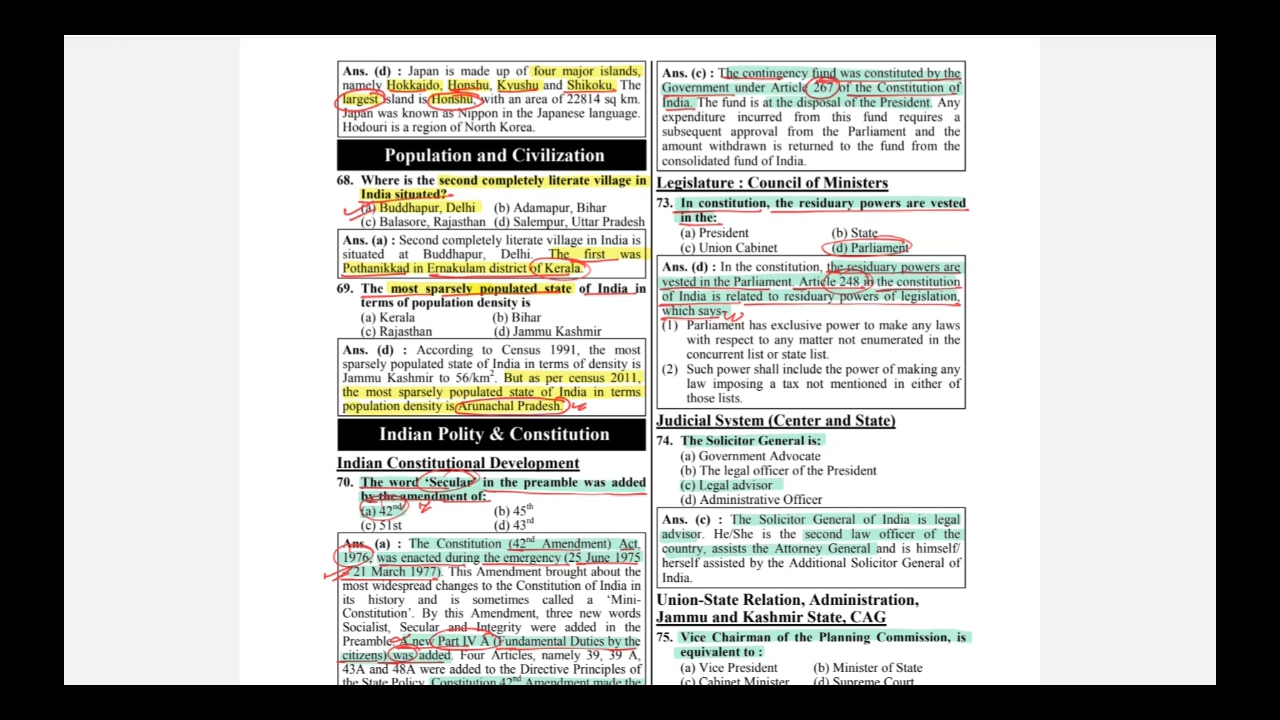 Ans. (d) : Japan is made up of four major islands,
namely Hokkaido, Honshu, Kyushu and Shikoku. The
largest island is Honshu, with an area of 22814 sq km.
Japan was known as Nippon in the Japanese language.
Hodouri is a region of North Korea.
Population and Civilization
68. Where is the second completely literate village in
India situated?
(a) Buddhapur, Delhi (b) Adamapur, Bihar
(c) Balasore, Rajasthan (d) Salempur, Uttar Pradesh
Ans. (a) : Second completely literate village in India is
situated at Buddhapur, Delhi. The first was
Pothanikkad in Ernakulam district of Kerala.
69. The most sparsely populated state of India in
terms of population density is
(a) Kerala (b) Bihar
(c) Rajasthan (d) Jammu Kashmir
Ans. (d) : According to Census 1991, the most
sparsely populated state of India in terms of density is
Jammu Kashmir to 56/km². But as per census 2011,
the most sparsely populated state of India in terms
population density is Arunachal Pradesh.
Indian Polity & Constitution
Indian Constitutional Development
70. The word 'Secular' in the preamble was added
by the amendment of:
(a) 42nd (b) 45th
(c) 51st (d) 43rd
Ans. (a) : The Constitution (42nd Amendment) Act,
1976, was enacted during the emergency (25 June 1975
– 21 March 1977). This Amendment brought about the
most widespread changes to the Constitution of India in
its history and is sometimes called a 'Mini-
Constitution'. By this Amendment, three new words
Socialist, Secular and Integrity were added in the
Preamble. A new Part IV A (Fundamental Duties by the
citizens) was added. Four Articles, namely 39, 39 A,
43A and 48A were added to the Directive Principles of
the State Policy. Constitution 42nd Amendment made the
Ans. (c) : The contingency fund was constituted by the
Government under Article 267 of the Constitution of
India. The fund is at the disposal of the President. Any
expenditure incurred from this fund requires a
subsequent approval from the Parliament and the
amount withdrawn is returned to the fund from the
consolidated fund of India.
Legislature : Council of Ministers
73. In constitution, the residuary powers are vested
in the:
(a) President (b) State
(c) Union Cabinet (d) Parliament
Ans. (d) : In the constitution, the residuary powers are
vested in the Parliament. Article 248 in the constitution
of India is related to residuary powers of legislation,
which says-
(1) Parliament has exclusive power to make any laws
with respect to any matter not enumerated in the
concurrent list or state list.
(2) Such power shall include the power of making any
law imposing a tax not mentioned in either of
those lists.
Judicial System (Center and State)
74. The Solicitor General is:
(a) Government Advocate
(b) The legal officer of the President
(c) Legal advisor
(d) Administrative Officer
Ans. (c) : The Solicitor General of India is legal
advisor. He/She is the second law officer of the
country, assists the Attorney General and is himself/
herself assisted by the Additional Solicitor General of
India.
Union-State Relation, Administration,
Jammu and Kashmir State, CAG
75. Vice Chairman of the Planning Commission, is
equivalent to :
(a) Vice President (b) Minister of State
(c) Cabinet Minister (d) Supreme Court